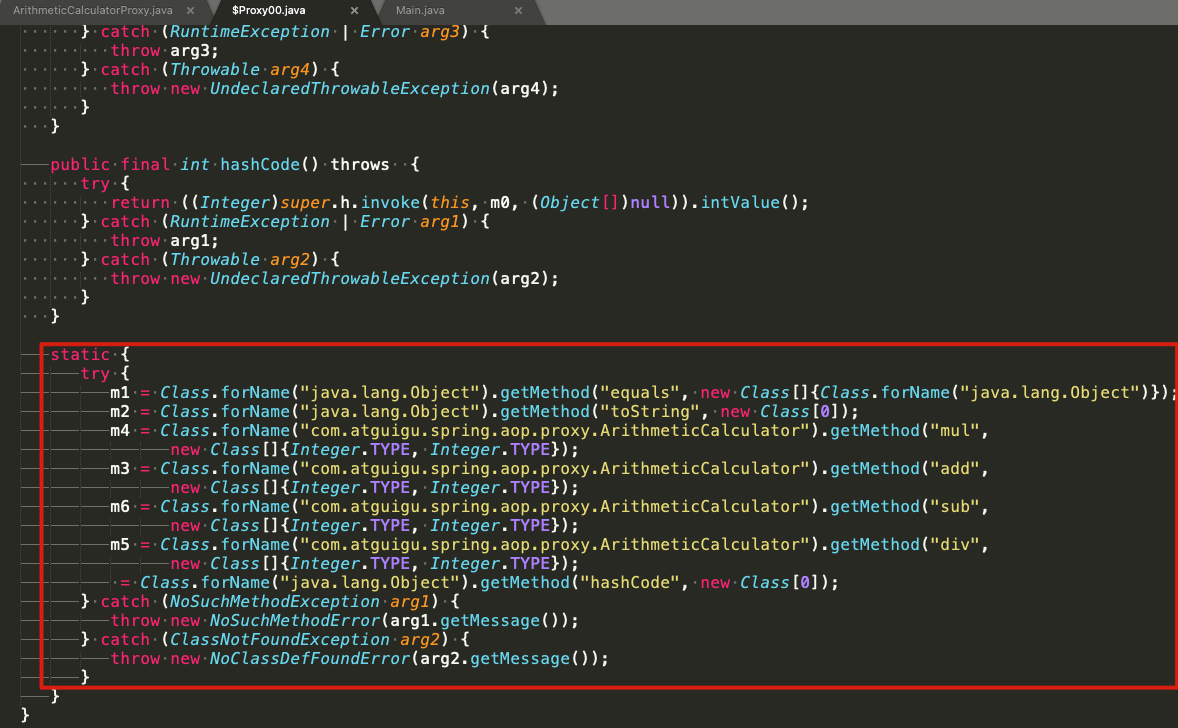 ArithmeticCalculatorProxy.java × $Proxy00.java × Main.java ×
} catch (RuntimeException | Error arg3) {
throw arg3;
} catch (Throwable arg4) {
throw new UndeclaredThrowableException(arg4);
}
}
public final int hashCode() throws  {
try {
return ((Integer)super.h.invoke(this, m0, (Object[])null)).intValue();
} catch (RuntimeException | Error arg1) {
throw arg1;
} catch (Throwable arg2) {
throw new UndeclaredThrowableException(arg2);
}
}
static {
try {
m1 = Class.forName("java.lang.Object").getMethod("equals", new Class[]{Class.forName("java.lang.Object")});
m2 = Class.forName("java.lang.Object").getMethod("toString", new Class[0]);
m4 = Class.forName("com.atguigu.spring.aop.proxy.ArithmeticCalculator").getMethod("mul",
new Class[]{Integer.TYPE, Integer.TYPE});
m3 = Class.forName("com.atguigu.spring.aop.proxy.ArithmeticCalculator").getMethod("add",
new Class[]{Integer.TYPE, Integer.TYPE});
m6 = Class.forName("com.atguigu.spring.aop.proxy.ArithmeticCalculator").getMethod("sub",
new Class[]{Integer.TYPE, Integer.TYPE});
m5 = Class.forName("com.atguigu.spring.aop.proxy.ArithmeticCalculator").getMethod("div",
new Class[]{Integer.TYPE, Integer.TYPE});
= Class.forName("java.lang.Object").getMethod("hashCode", new Class[0]);
} catch (NoSuchMethodException arg1) {
throw new NoSuchMethodError(arg1.getMessage());
} catch (ClassNotFoundException arg2) {
throw new NoClassDefFoundError(arg2.getMessage());
}
}
}